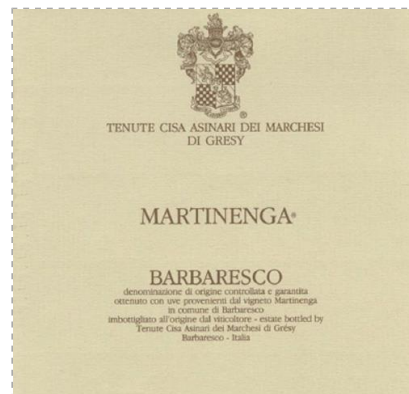 TENUTE CISA ASINARI DEI MARCHESI
DI GRESY
MARTINENGA®
BARBARESCO
denominazione di origine controllata e garantita
ottenuto con uve provenienti dal vigneto Martinenga
in comune di Barbaresco
imbottigliato all'origine dal viticoltore - estate bottled by
Tenute Cisa Asinari dei Marchesi di Grésy
Barbaresco - Italia